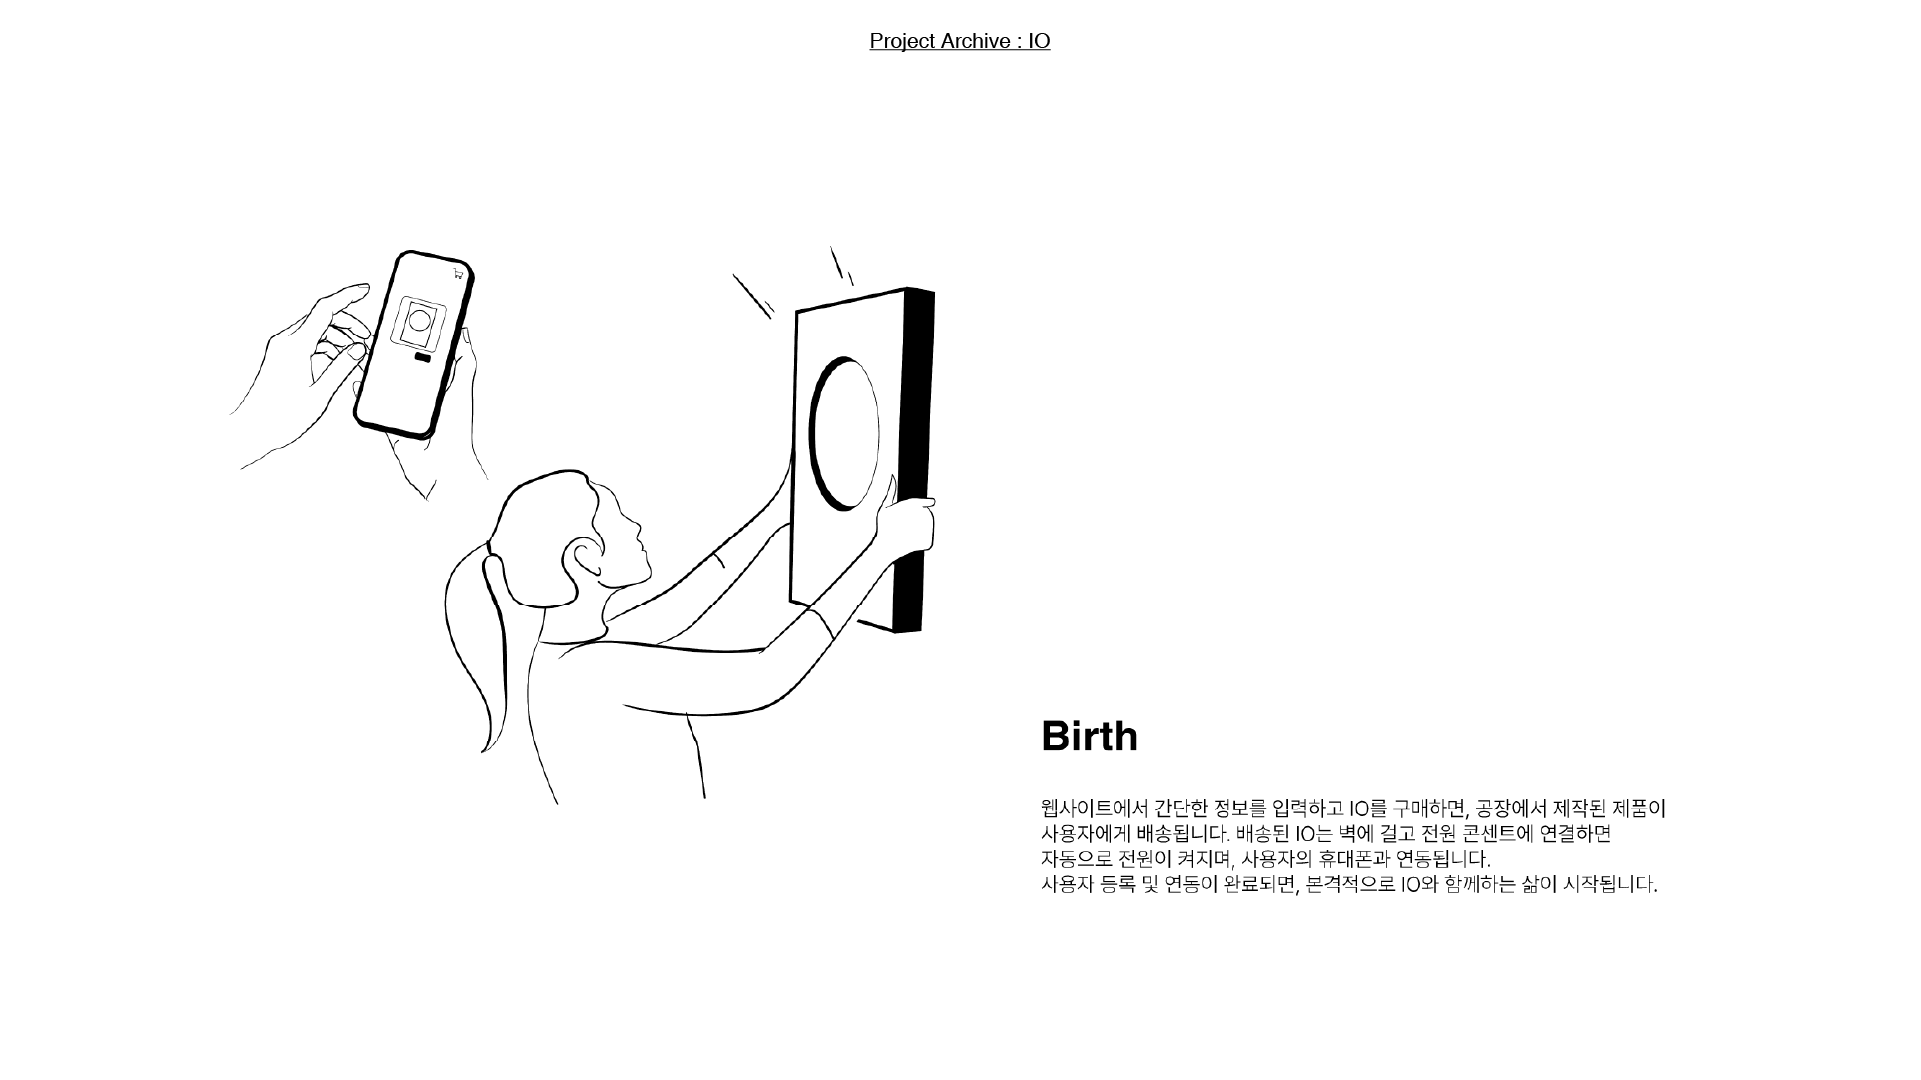 Project Archive : IO
Birth
웹사이트에서 간단한 정보를 입력하고 IO를 구매하면, 공장에서 제작된 제품이
사용자에게 배송됩니다. 배송된 IO는 벽에 걸고 전원 콘센트에 연결하면
자동으로 전원이 켜지며, 사용자의 휴대폰과 연동됩니다.
사용자 등록 및 연동이 완료되면, 본격적으로 IO와 함께하는 삶이 시작됩니다.